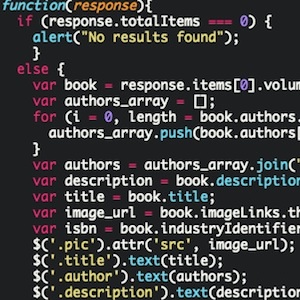 function(response){
if (response.totalItems === 0) {
alert("No results found");
}
else {
var book = response.items[0].volum
var authors_array = [];
for (i = 0, length = book.authors.
authors_array.push(book.authors[
}
var authors = authors_array.join('
var description = book.description
var title = book.title;
var image_url = book.imageLinks.th
var isbn = book.industryIdentifier
$('.pic').attr('src', image_url);
$('.title').text(title);
$('.author').text(authors);
$('.description').text(description